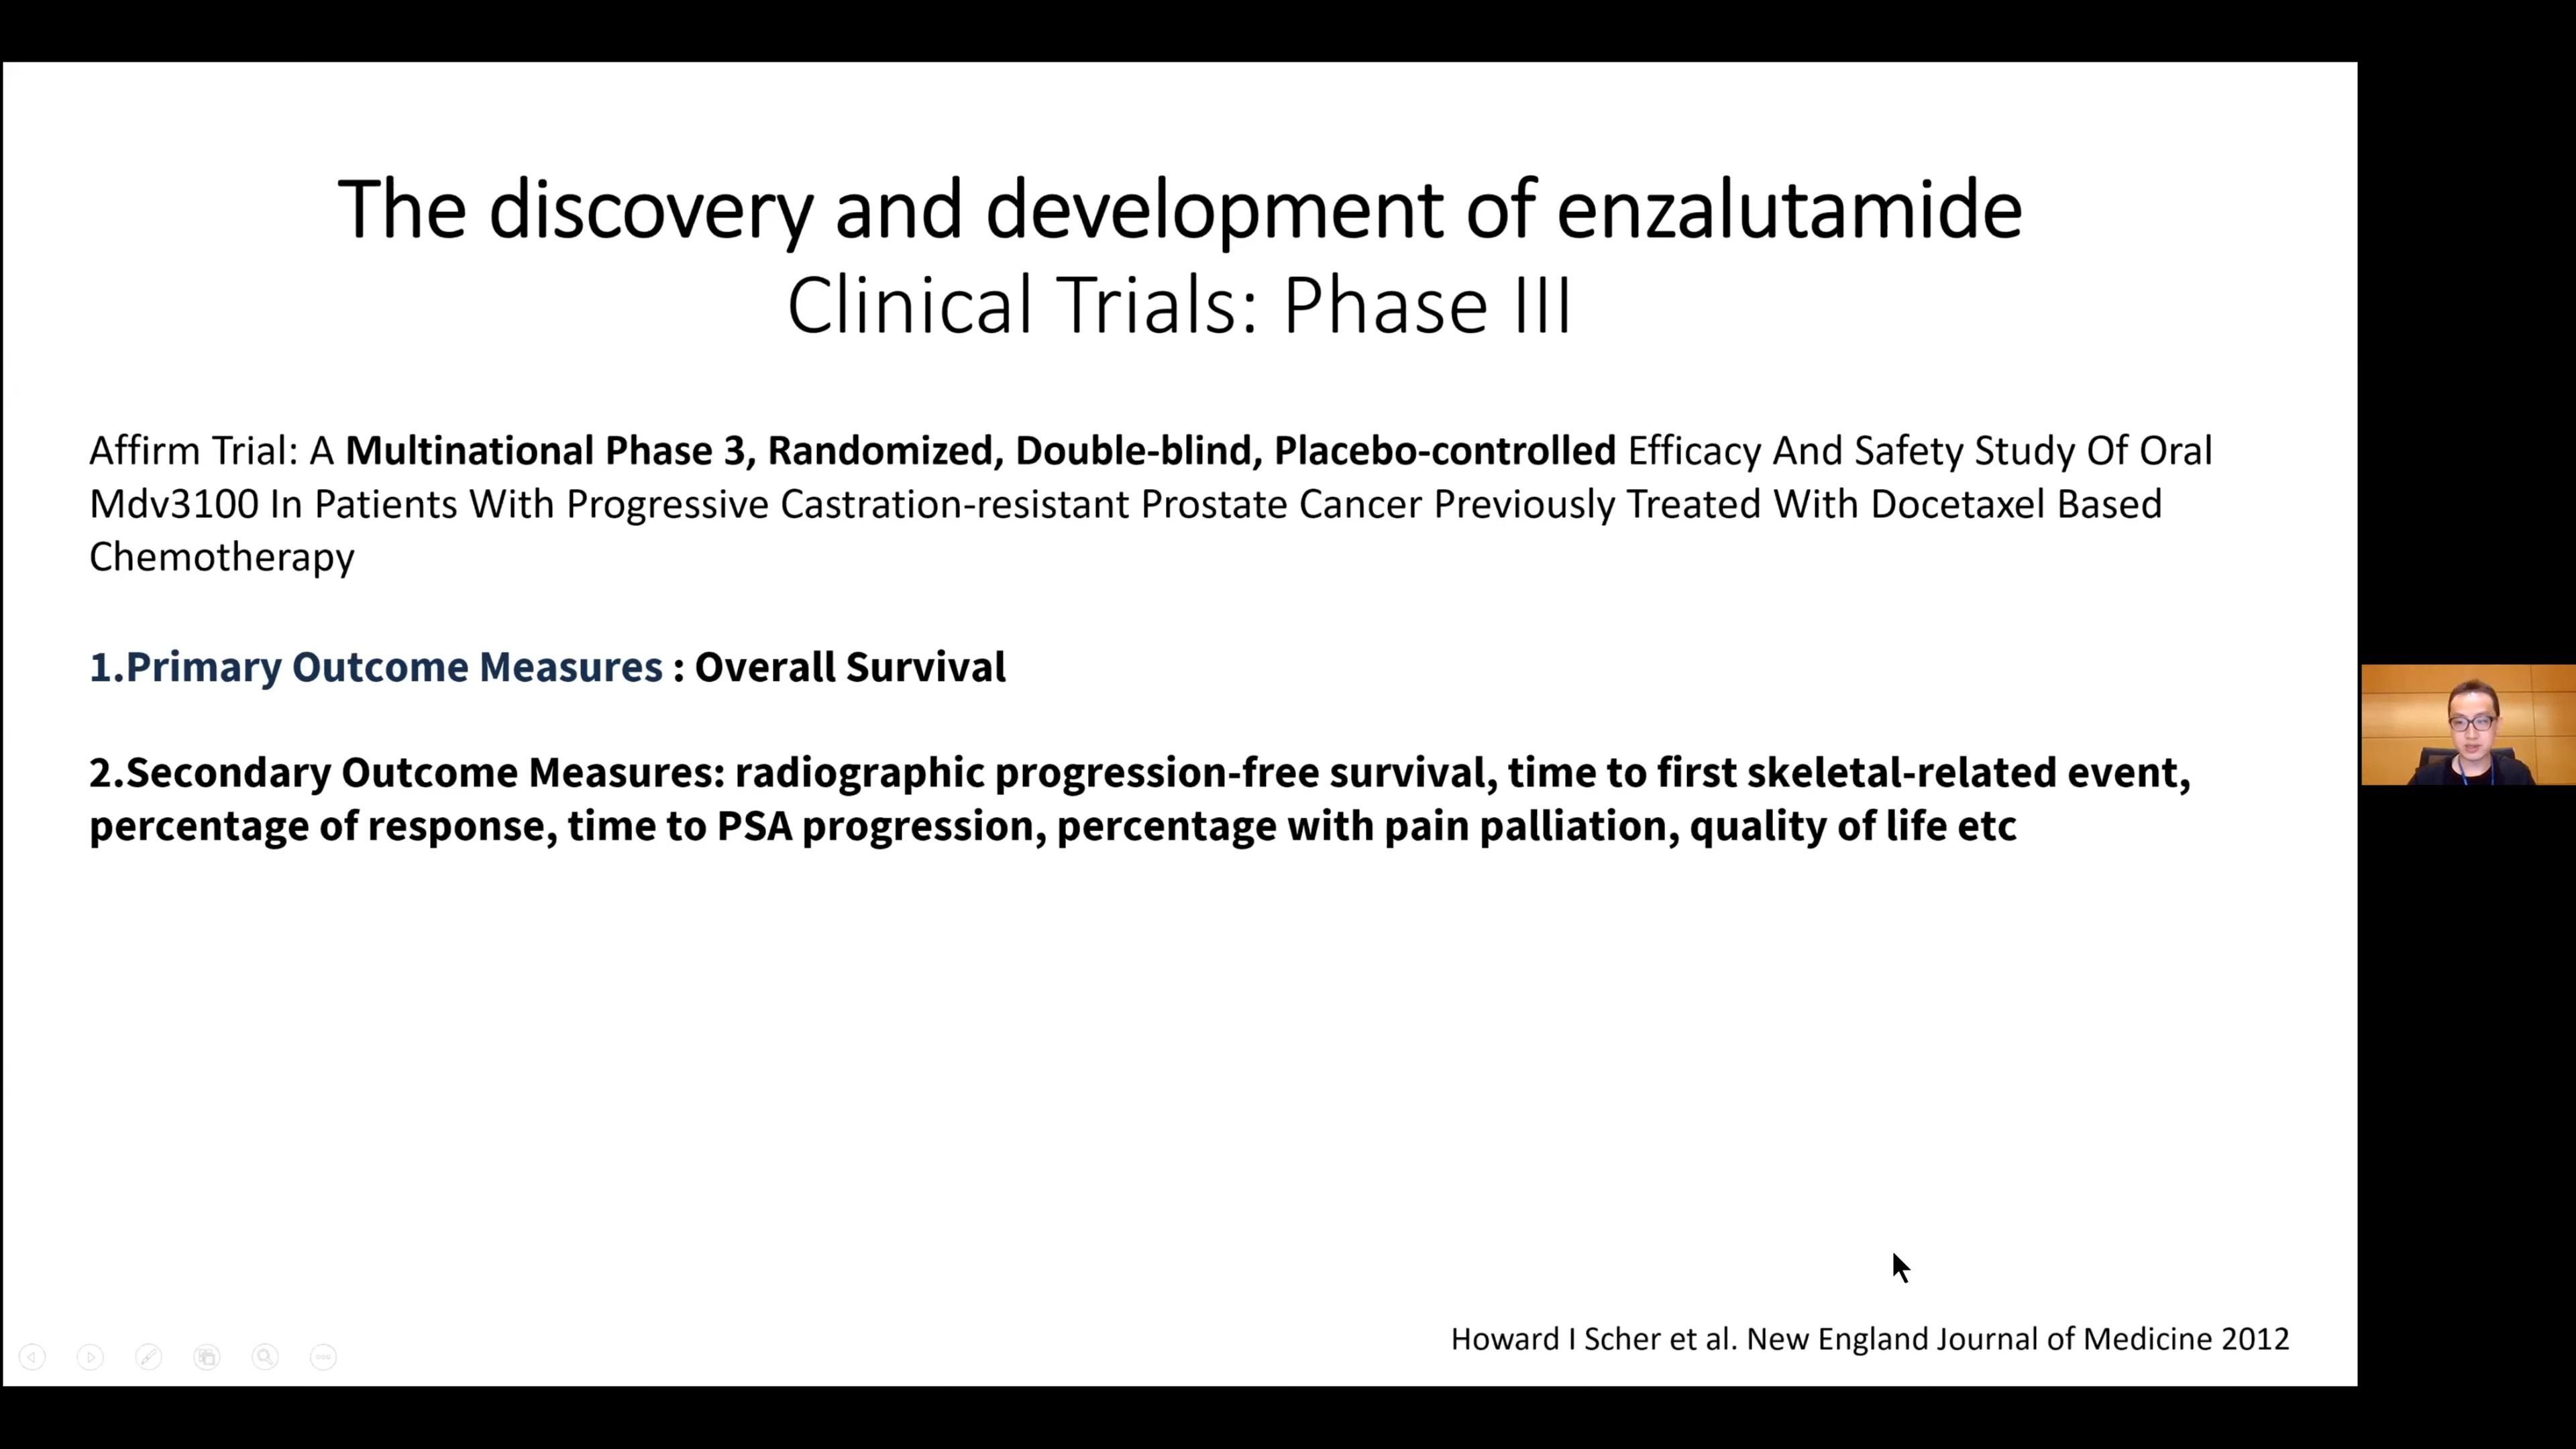 The discovery and development of enzalutamide
Clinical Trials: Phase III
Affirm Trial: A Multinational Phase 3, Randomized, Double-blind, Placebo-controlled Efficacy And Safety Study Of Oral
Mdv3100 In Patients With Progressive Castration-resistant Prostate Cancer Previously Treated With Docetaxel Based
Chemotherapy
1.Primary Outcome Measures : Overall Survival
2.Secondary Outcome Measures: radiographic progression-free survival, time to first skeletal-related event,
percentage of response, time to PSA progression, percentage with pain palliation, quality of life etc
Howard I Scher et al. New England Journal of Medicine 2012